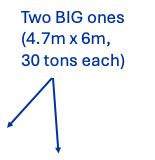 Two BIG ones
(4.7m x 6m,
30 tons each)